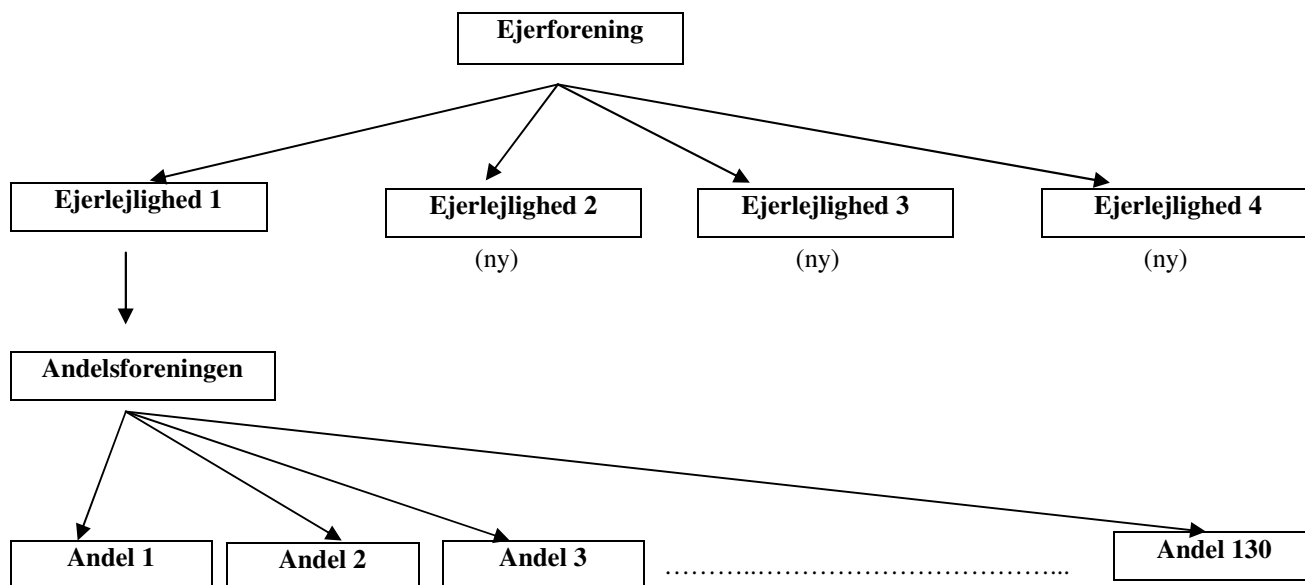 Ejerforening
Ejerlejlighed 1
Ejerlejlighed 2
Ejerlejlighed 3
Ejerlejlighed 4
(ny)
(ny)
(ny)
Andelsforeningen
Andel 1
Andel 2
Andel 3
………..……………………………...
Andel 130